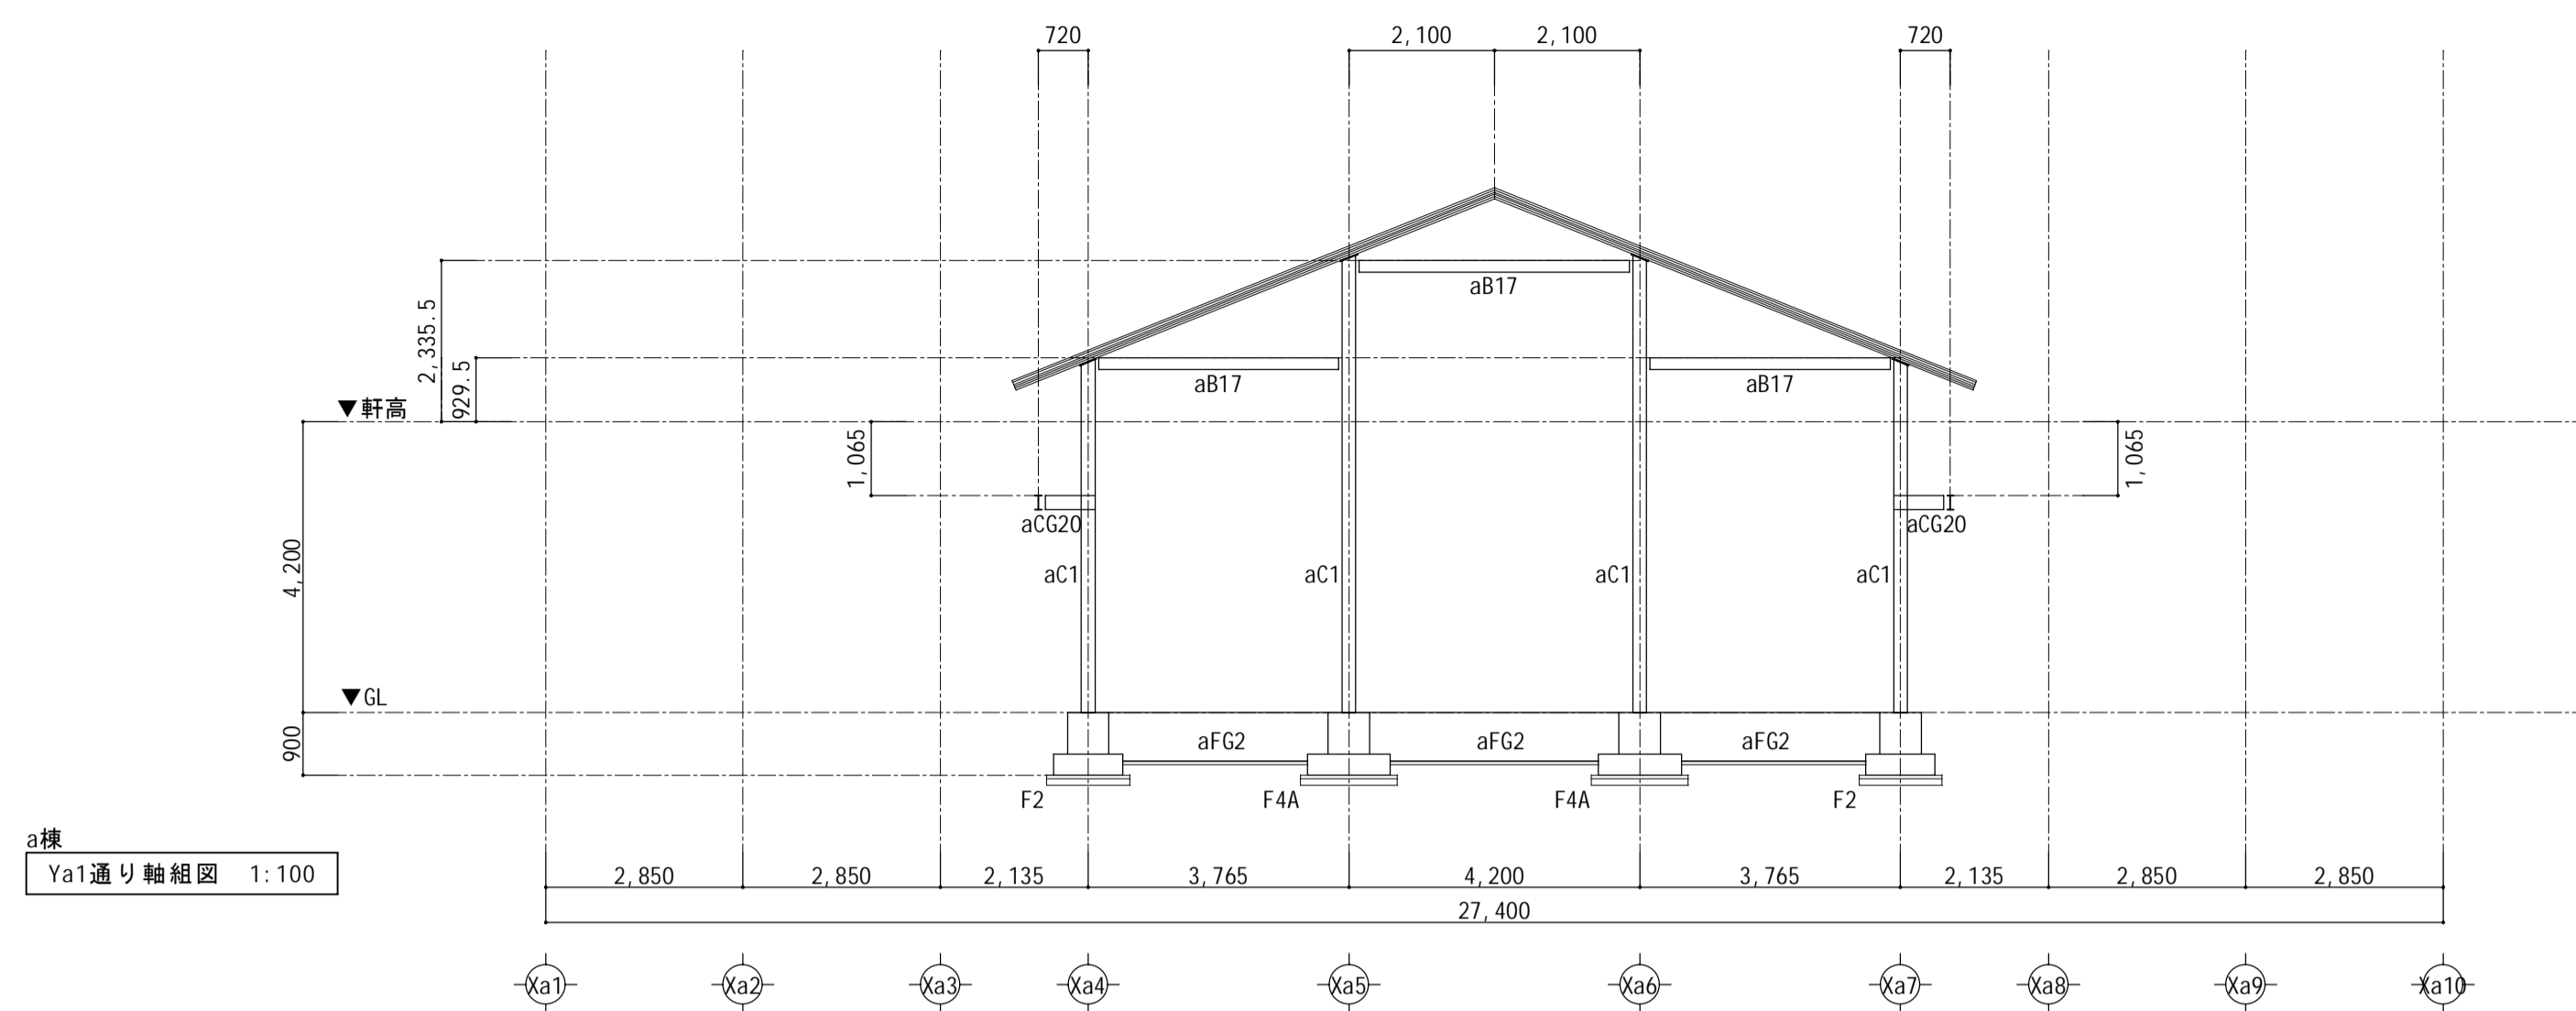 720
2,100
2,100
720
2,335.5
929.5
aB17
aB17
aB17
▼軒高
1,065
1,065
aCG20
aCG20
4,200
aC1
aC1
aC1
aC1
▼GL
900
aFG2
aFG2
aFG2
F2
F4A
F4A
F2
a棟
Ya1通り軸組図 1:100
2,850
2,850
2,135
3,765
4,200
3,765
2,135
2,850
2,850
27,400
Xa1
Xa2
Xa3
Xa4
Xa5
Xa6
Xa7
Xa8
Xa9
Xa10